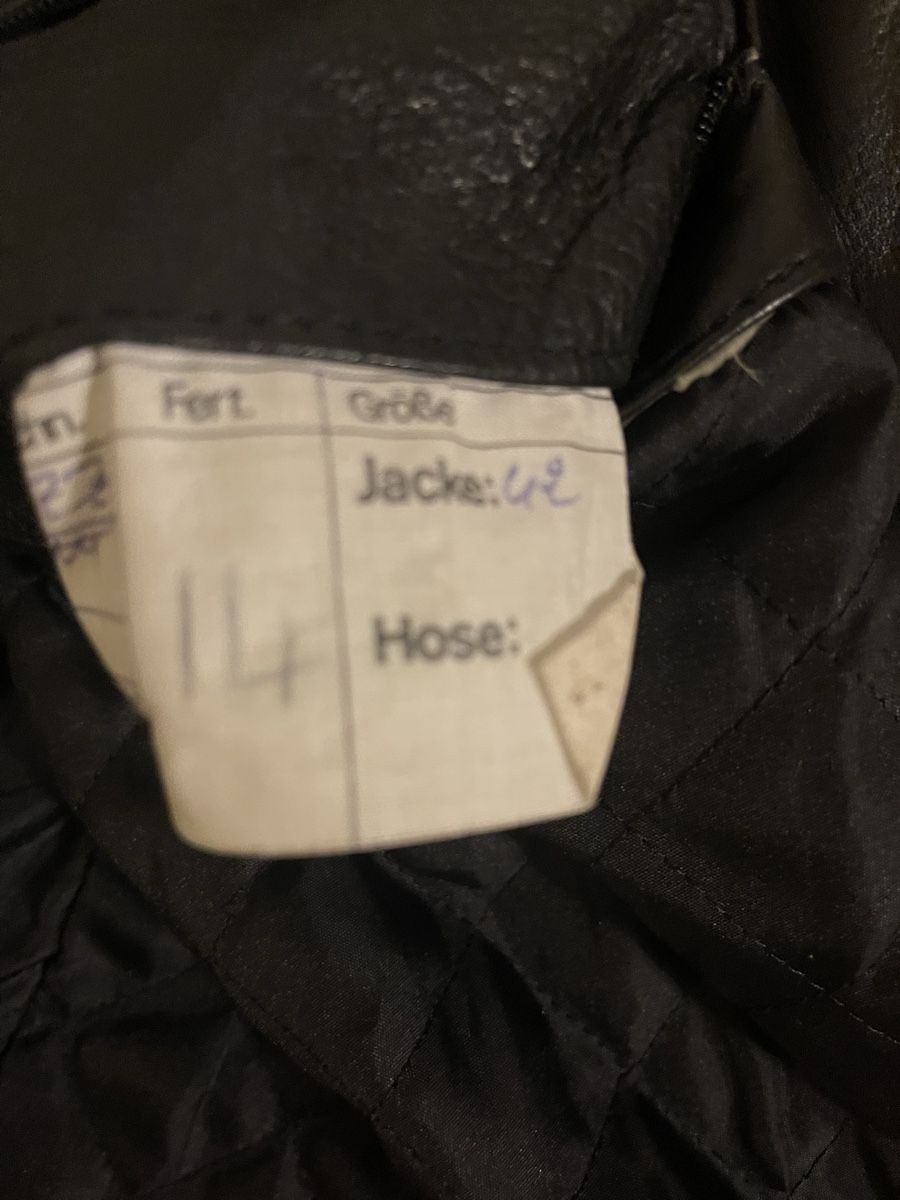 Fert.
Größe
Jacke: 42
14
Hose: